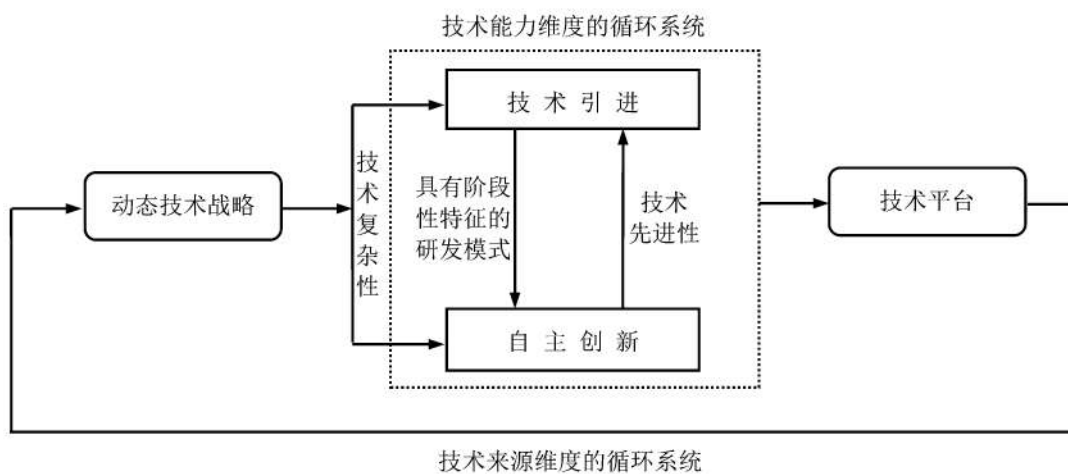 技术能力维度的循环系统
技术引进
动态技术战略
技术复杂性
具有阶段
性特征的
研发模式
技术
先进性
技术平台
自主创新
技术来源维度的循环系统